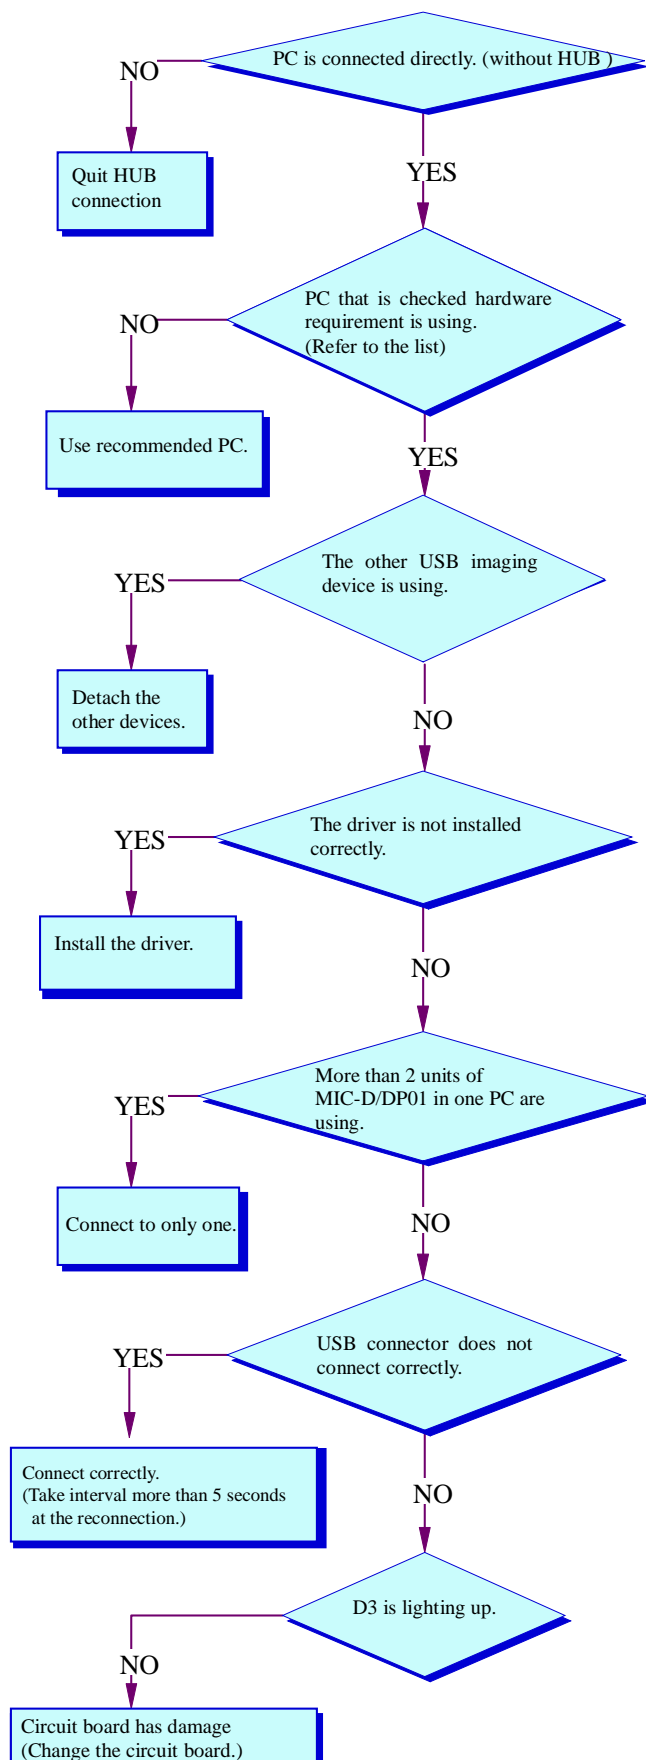 PC is connected directly. (without HUB )
NO
YES
Quit HUB
connection
PC that is checked hardware
requirement is using.
(Refer to the list)
NO
Use recommended PC.
YES
The other USB imaging
device is using.
YES
Detach the
other devices.
NO
The driver is not installed
correctly.
YES
Install the driver.
NO
More than 2 units of
MIC-D/DP01 in one PC are
using.
YES
Connect to only one.
NO
USB connector does not
connect correctly.
YES
Connect correctly.
(Take interval more than 5 seconds
at the reconnection.)
NO
D3 is lighting up.
NO
Circuit board has damage
(Change the circuit board.)